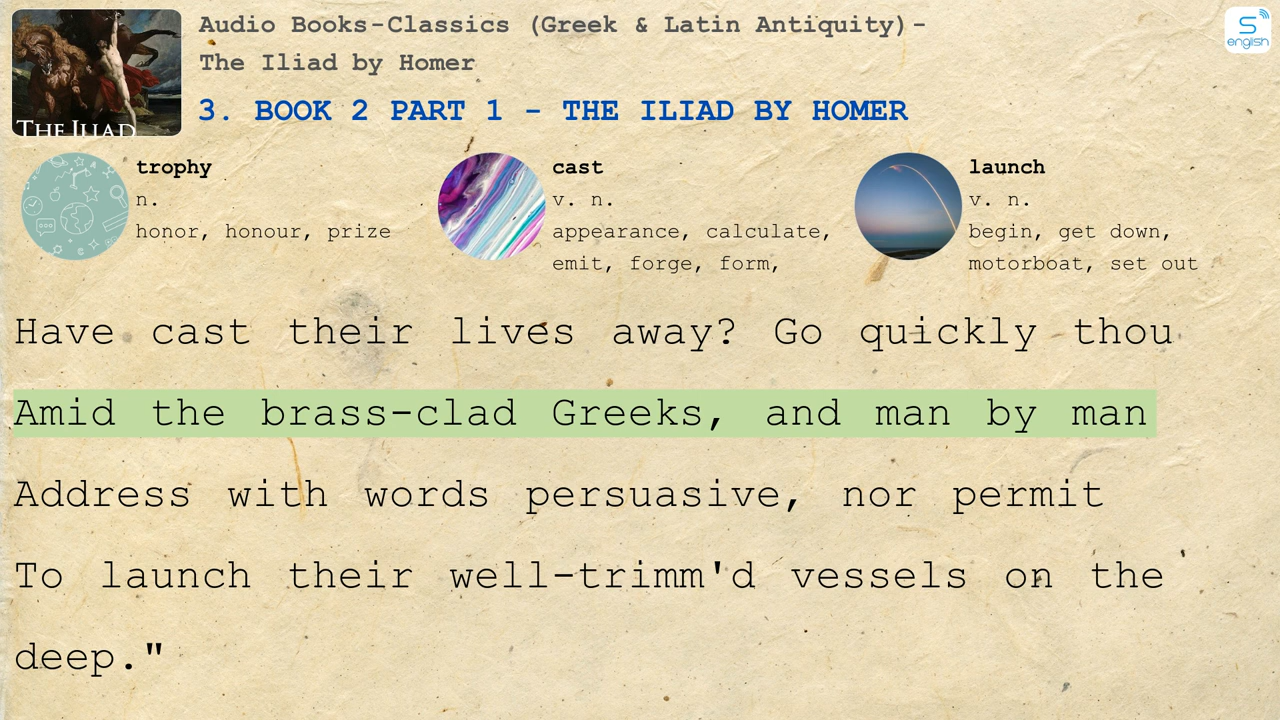 Audio Books-Classics (Greek & Latin Antiquity)-
The Iliad by Homer
3. BOOK 2 PART 1 - THE ILIAD BY HOMER
THE ILIAD
S
english
trophy
n.
honor, honour, prize
cast
v. n.
appearance, calculate,
emit, forge, form,
launch
v. n.
begin, get down,
motorboat, set out
Have cast their lives away? Go quickly thou
Amid the brass-clad Greeks, and man by man
Address with words persuasive, nor permit
To launch their well-trimm'd vessels on the
deep."